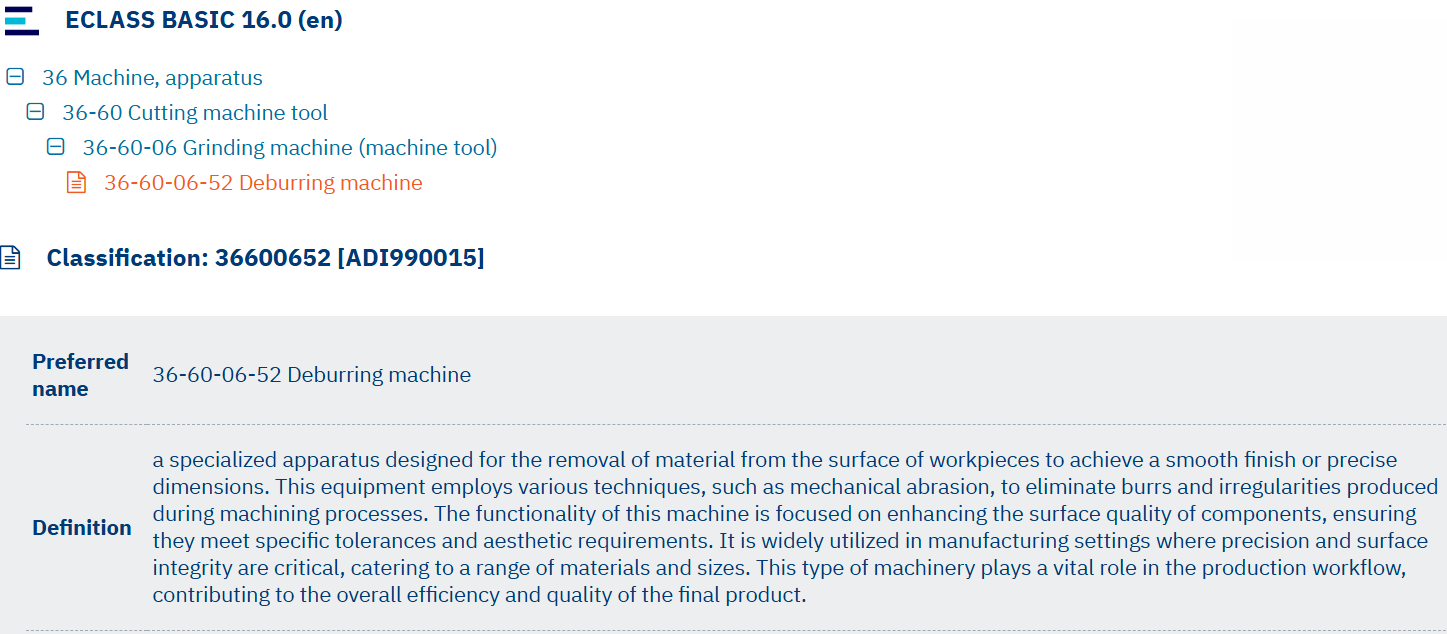 ECLASS BASIC 16.0 (en)
36 Machine, apparatus
36-60 Cutting machine tool
36-60-06 Grinding machine (machine tool)
36-60-06-52 Deburring machine
Classification: 36600652 [ADI990015]
Preferred
name
36-60-06-52 Deburring machine
Definition
a specialized apparatus designed for the removal of material from the surface of workpieces to achieve a smooth finish or precise
dimensions. This equipment employs various techniques, such as mechanical abrasion, to eliminate burrs and irregularities produced
during machining processes. The functionality of this machine is focused on enhancing the surface quality of components, ensuring
they meet specific tolerances and aesthetic requirements. It is widely utilized in manufacturing settings where precision and surface
integrity are critical, catering to a range of materials and sizes. This type of machinery plays a vital role in the production workflow,
contributing to the overall efficiency and quality of the final product.